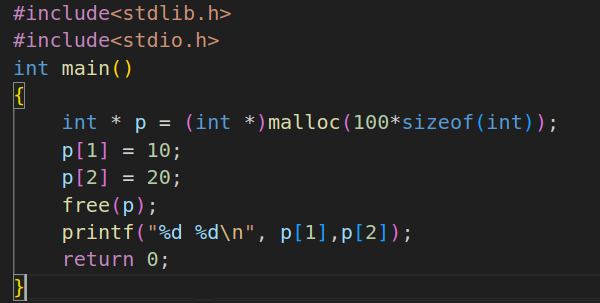 #include<stdlib.h>
#include<stdio.h>
int main()
{
    int * p = (int *)malloc(100*sizeof(int));
    p[1] = 10;
    p[2] = 20;
    free(p);
    printf("%d %d\n", p[1],p[2]);
    return 0;
}